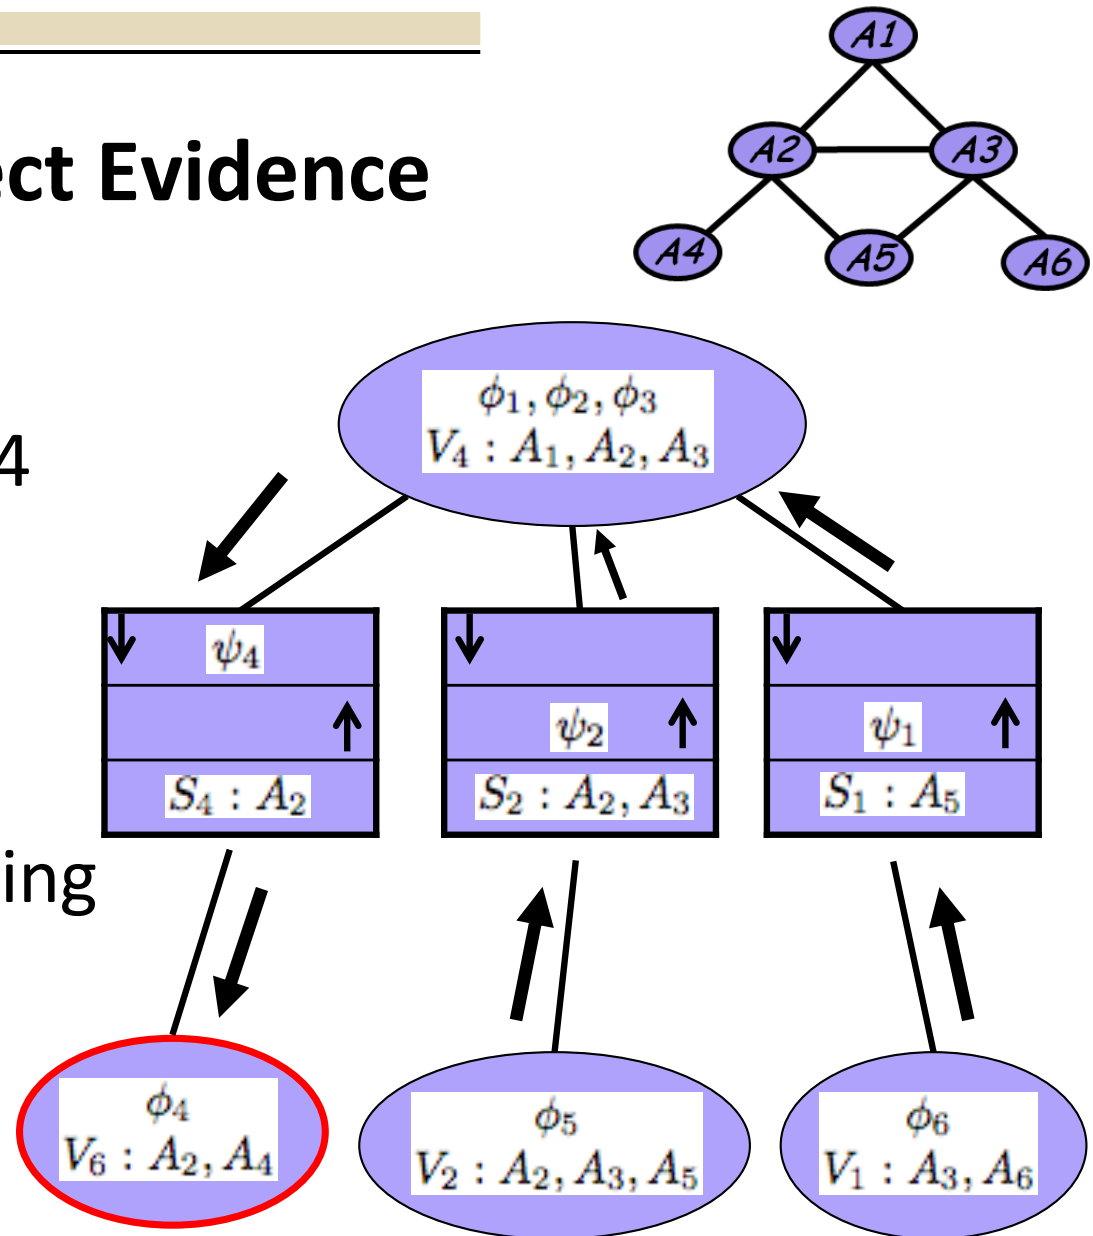 A1
ect Evidence
A2 A3
A4 A5 A6
ϕ₁, ϕ₂, ϕ₃
V₄ : A₁, A₂, A₃
4
ψ₄
ψ₂ ψ₁
S₄ : A₂ S₂ : A₂, A₃ S₁ : A₅
ing
ϕ₄
V₆ : A₂, A₄
ϕ₅
V₂ : A₂, A₃, A₅
ϕ₆
V₁ : A₃, A₆